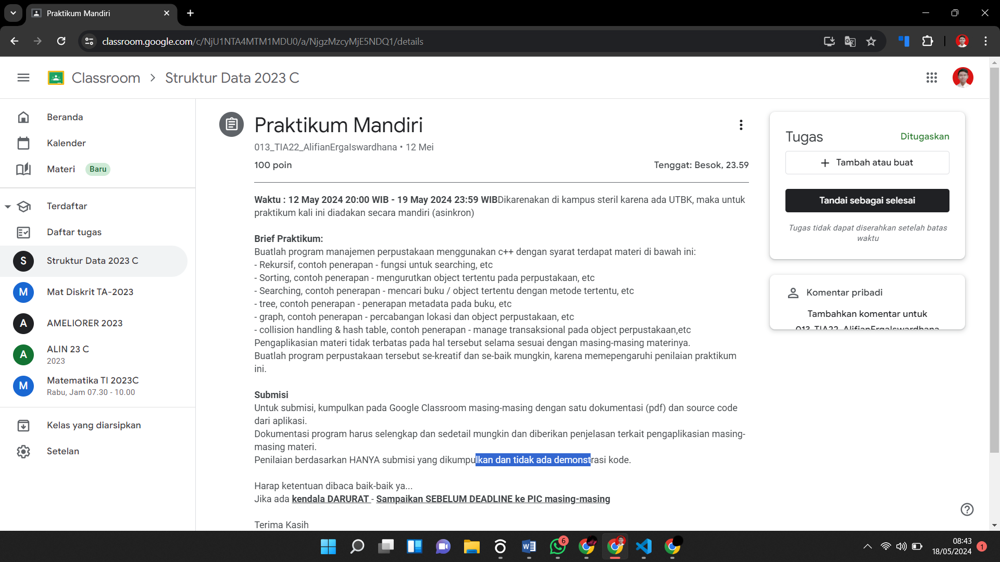 Praktikum Mandiri
classroom.google.com/c/NjU1NTA4MTM1MDU0/a/NjgzMzcyMjE5NDQ1/details
Classroom > Struktur Data 2023 C
Beranda
Kalender
Materi Baru
Terdaftar
Daftar tugas
S Struktur Data 2023 C
M Mat Diskrit TA-2023
A AMELIORER 2023
A ALIN 23 C
2023
M Matematika TI 2023C
Rabu, Jam 07.30 - 10.00
Kelas yang diarsipkan
Setelan
Praktikum Mandiri
013_TIA22_AlifianErgaIswardhana • 12 Mei
100 poin
Tenggat: Besok, 23.59
Waktu : 12 May 2024 20:00 WIB - 19 May 2024 23:59 WIBDikarenakan di kampus steril karena ada UTBK, maka untuk
praktikum kali ini diadakan secara mandiri (asinkron)
Brief Praktikum:
Buatlah program manajemen perpustakaan menggunakan c++ dengan syarat terdapat materi di bawah ini:
- Rekursif, contoh penerapan - fungsi untuk searching, etc
- Sorting, contoh penerapan - mengurutkan object tertentu pada perpustakaan, etc
- Searching, contoh penerapan - mencari buku / object tertentu dengan metode tertentu, etc
- tree, contoh penerapan - penerapan metadata pada buku, etc
- graph, contoh penerapan - percabangan lokasi dan object perpustakaan, etc
- collision handling & hash table, contoh penerapan - manage transaksional pada object perpustakaan,etc
Pengaplikasian materi tidak terbatas pada hal tersebut selama sesuai dengan masing-masing materinya.
Buatlah program perpustakaan tersebut se-kreatif dan se-baik mungkin, karena memepengaruhi penilaian praktikum
ini.
Submisi
Untuk submisi, kumpulkan pada Google Classroom masing-masing dengan satu dokumentasi (pdf) dan source code
dari aplikasi.
Dokumentasi program harus selengkap dan sedetail mungkin dan diberikan penjelasan terkait pengaplikasian masing-
masing materi.
Penilaian berdasarkan HANYA submisi yang dikumpulkan dan tidak ada demonstrasi kode.
Harap ketentuan dibaca baik-baik ya...
Jika ada kendala DARURAT - Sampaikan SEBELUM DEADLINE ke PIC masing-masing
Terima Kasih
Tugas
Ditugaskan
+ Tambah atau buat
Tandai sebagai selesai
Tugas tidak dapat diserahkan setelah batas
waktu
Komentar pribadi
Tambahkan komentar untuk
013_TIA22_AlifianErgaIswardhana
6
08:43
18/05/2024
1